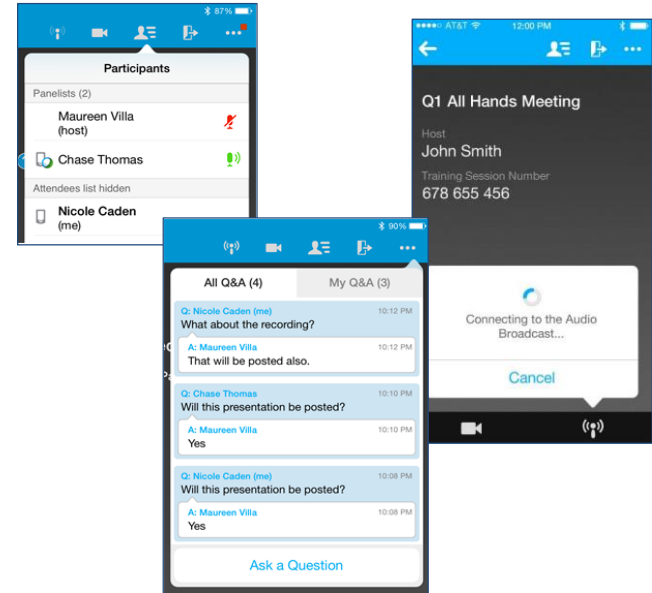 87%
Participants
Panelists (2)
Maureen Villa
(host)
Chase Thomas
Attendees list hidden
Nicole Caden
(me)
AT&T 12:00 PM
Q1 All Hands Meeting
Host
John Smith
Training Session Number
678 655 456
Connecting to the Audio
Broadcast...
Cancel
90%
All Q&A (4) My Q&A (3)
Q: Nicole Caden (me) 10:12 PM
What about the recording?
A: Maureen Villa 10:12 PM
That will be posted also.
Q: Chase Thomas 10:10 PM
Will this presentation be posted?
A: Maureen Villa 10:10 PM
Yes
Q: Nicole Caden (me) 10:08 PM
Will this presentation be posted?
A: Maureen Villa 10:08 PM
Yes
Ask a Question